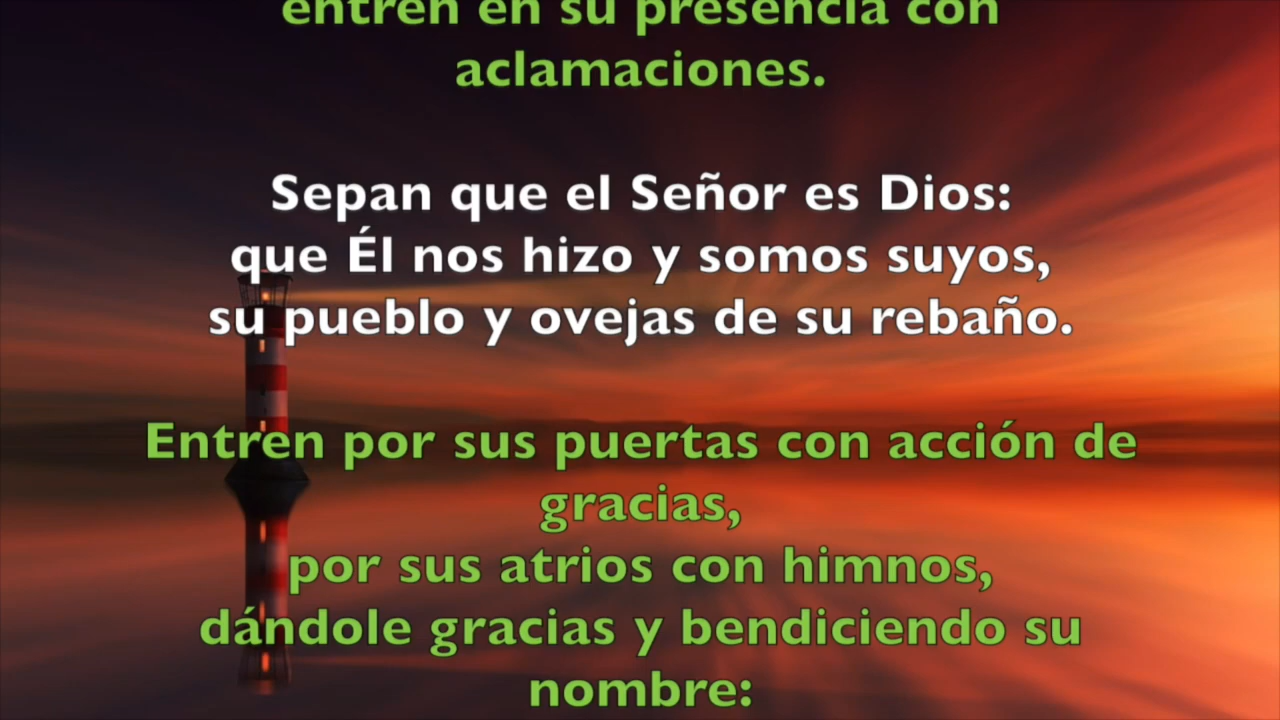 entren en su presencia con
aclamaciones.
Sepan que el Señor es Dios:
que Él nos hizo y somos suyos,
su pueblo y ovejas de su rebaño.
Entren por sus puertas con acción de
gracias,
por sus atrios con himnos,
dándole gracias y bendiciendo su
nombre: